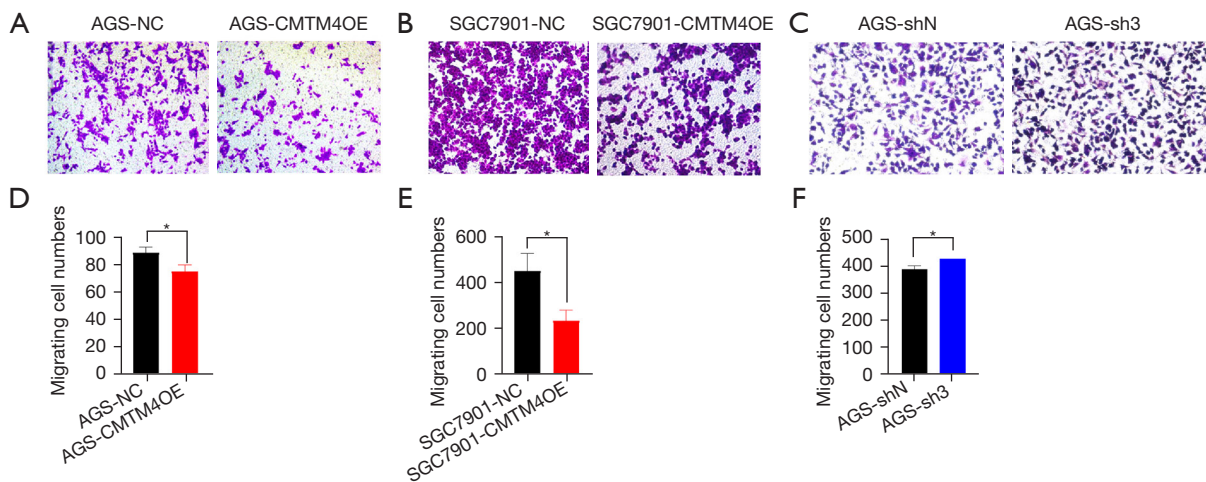 A AGS-NC AGS-CMTM4OE B SGC7901-NC SGC7901-CMTM4OE C AGS-shN AGS-sh3
D E F
Migrating cell numbers
100
80
60
40
20
0
*
AGS-NC
AGS-CMTM4OE
Migrating cell numbers
600
400
200
0
*
SGC7901-NC
SGC7901-CMTM4OE
Migrating cell numbers
500
400
300
200
100
0
*
AGS-shN
AGS-sh3